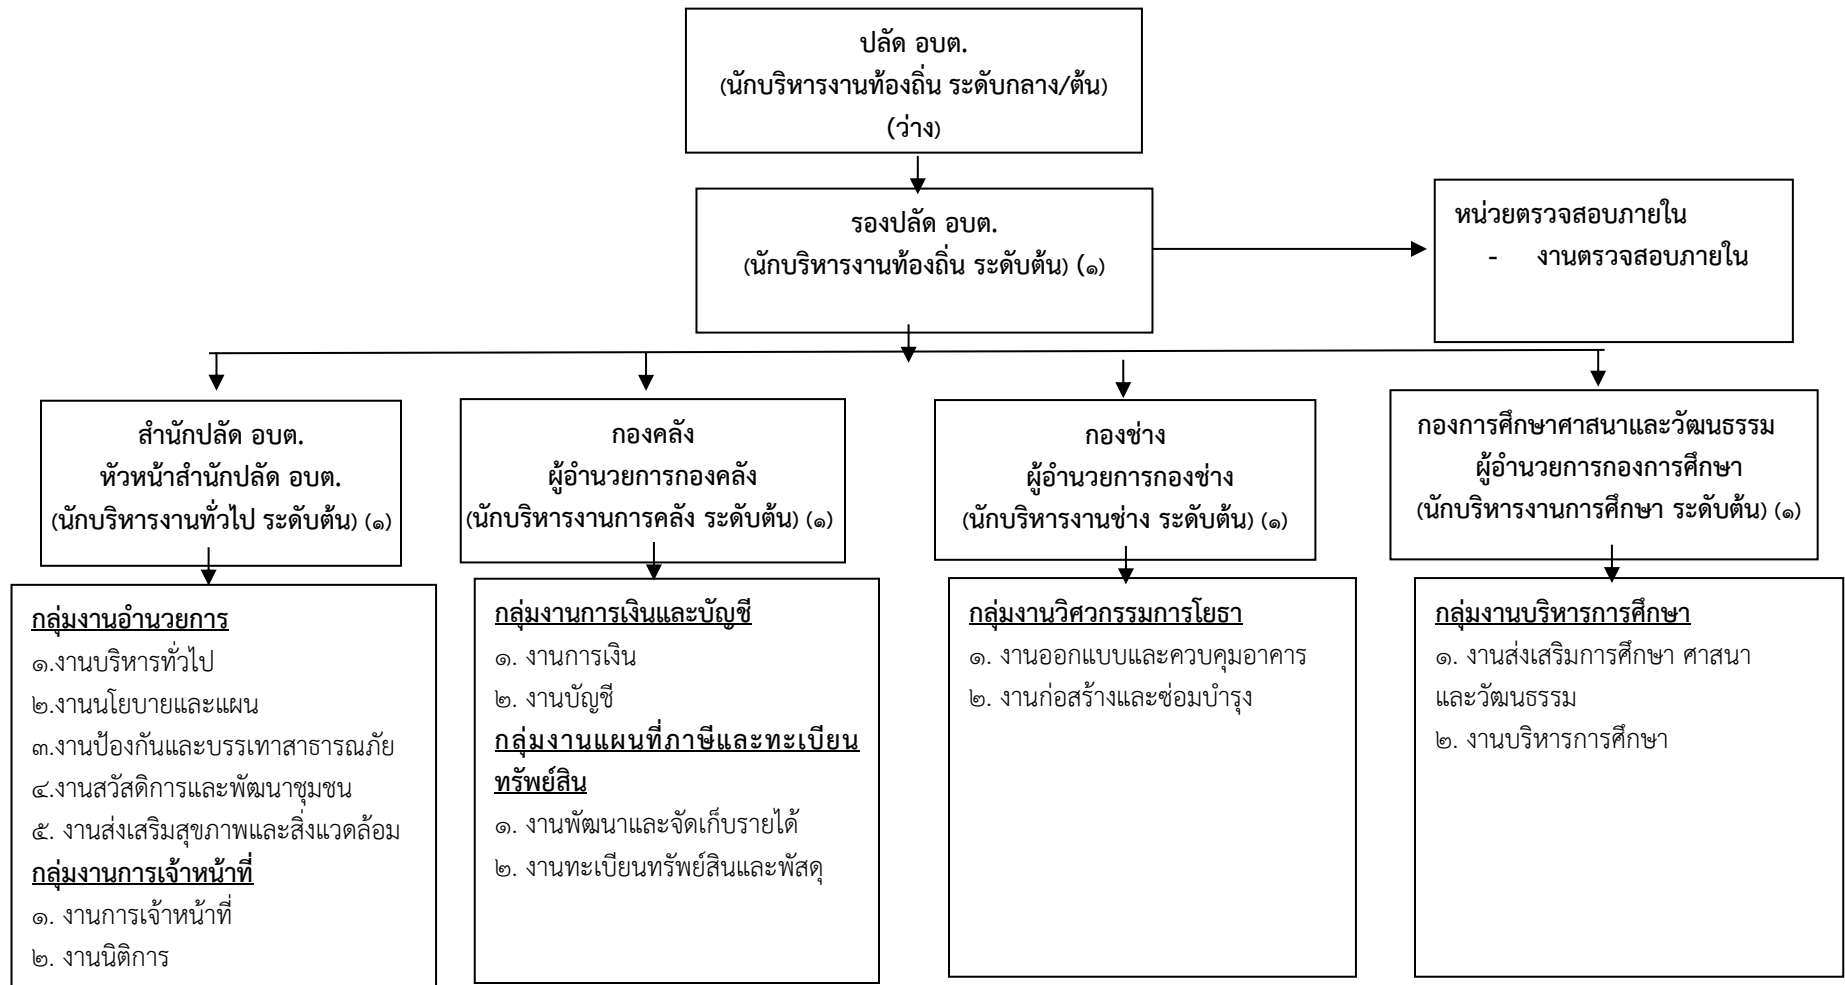 ปลัด อบต.
(นักบริหารงานท้องถิ่น ระดับกลาง/ต้น)
(ว่าง)
รองปลัด อบต.
(นักบริหารงานท้องถิ่น ระดับต้น) (๑)
หน่วยตรวจสอบภายใน
- งานตรวจสอบภายใน
สำนักปลัด อบต.
หัวหน้าสำนักปลัด อบต.
(นักบริหารงานทั่วไป ระดับต้น) (๑)
กองคลัง
ผู้อำนวยการกองคลัง
(นักบริหารงานการคลัง ระดับต้น) (๑)
กองช่าง
ผู้อำนวยการกองช่าง
(นักบริหารงานช่าง ระดับต้น) (๑)
กองการศึกษาศาสนาและวัฒนธรรม
ผู้อำนวยการกองการศึกษา
(นักบริหารงานการศึกษา ระดับต้น) (๑)
กลุ่มงานอำนวยการ
๑.งานบริหารทั่วไป
๒.งานนโยบายและแผน
๓.งานป้องกันและบรรเทาสาธารณภัย
๔.งานสวัสดิการและพัฒนาชุมชน
๕. งานส่งเสริมสุขภาพและสิ่งแวดล้อม
กลุ่มงานการเจ้าหน้าที่
๑. งานการเจ้าหน้าที่
๒. งานนิติการ
กลุ่มงานการเงินและบัญชี
๑. งานการเงิน
๒. งานบัญชี
กลุ่มงานแผนที่ภาษีและทะเบียน
ทรัพย์สิน
๑. งานพัฒนาและจัดเก็บรายได้
๒. งานทะเบียนทรัพย์สินและพัสดุ
กลุ่มงานวิศวกรรมการโยธา
๑. งานออกแบบและควบคุมอาคาร
๒. งานก่อสร้างและซ่อมบำรุง
กลุ่มงานบริหารการศึกษา
๑. งานส่งเสริมการศึกษา ศาสนา
และวัฒนธรรม
๒. งานบริหารการศึกษา